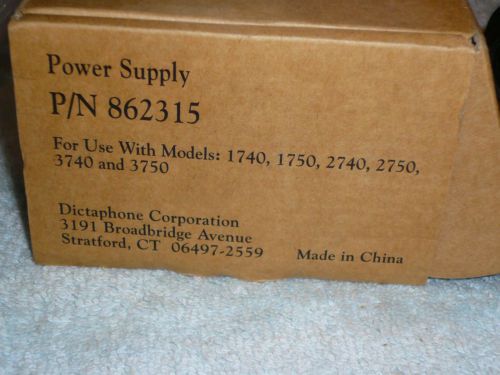 Power Supply
P/N 862315
For Use With Models: 1740, 1750, 2740, 2750,
3740 and 3750
Dictaphone Corporation
3191 Broadbridge Avenue
Stratford, CT 06497-2559
Made in China